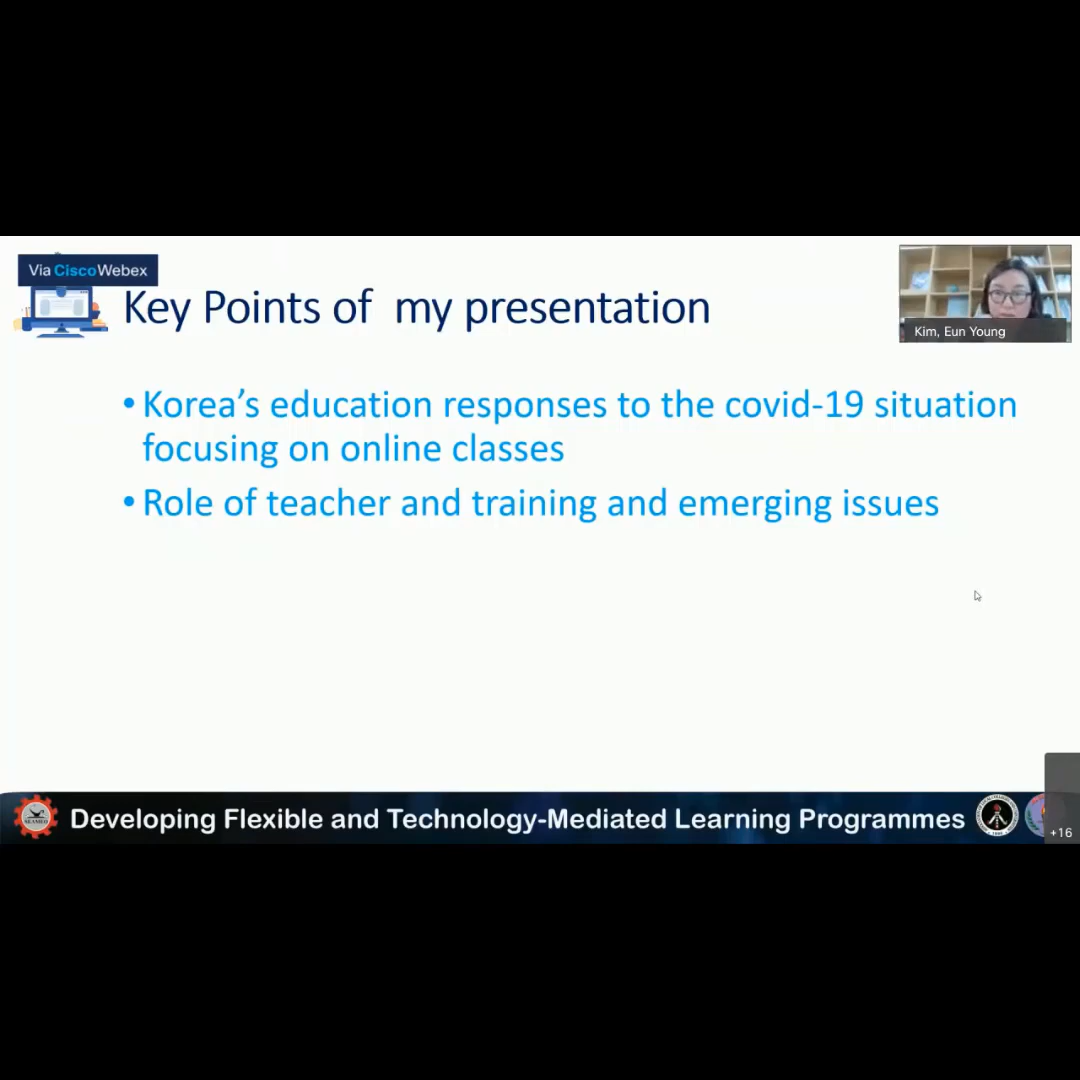 Via CiscoWebex
Key Points of my presentation
Kim, Eun Young
• Korea’s education responses to the covid-19 situation
focusing on online classes
• Role of teacher and training and emerging issues
Developing Flexible and Technology-Mediated Learning Programmes
+16